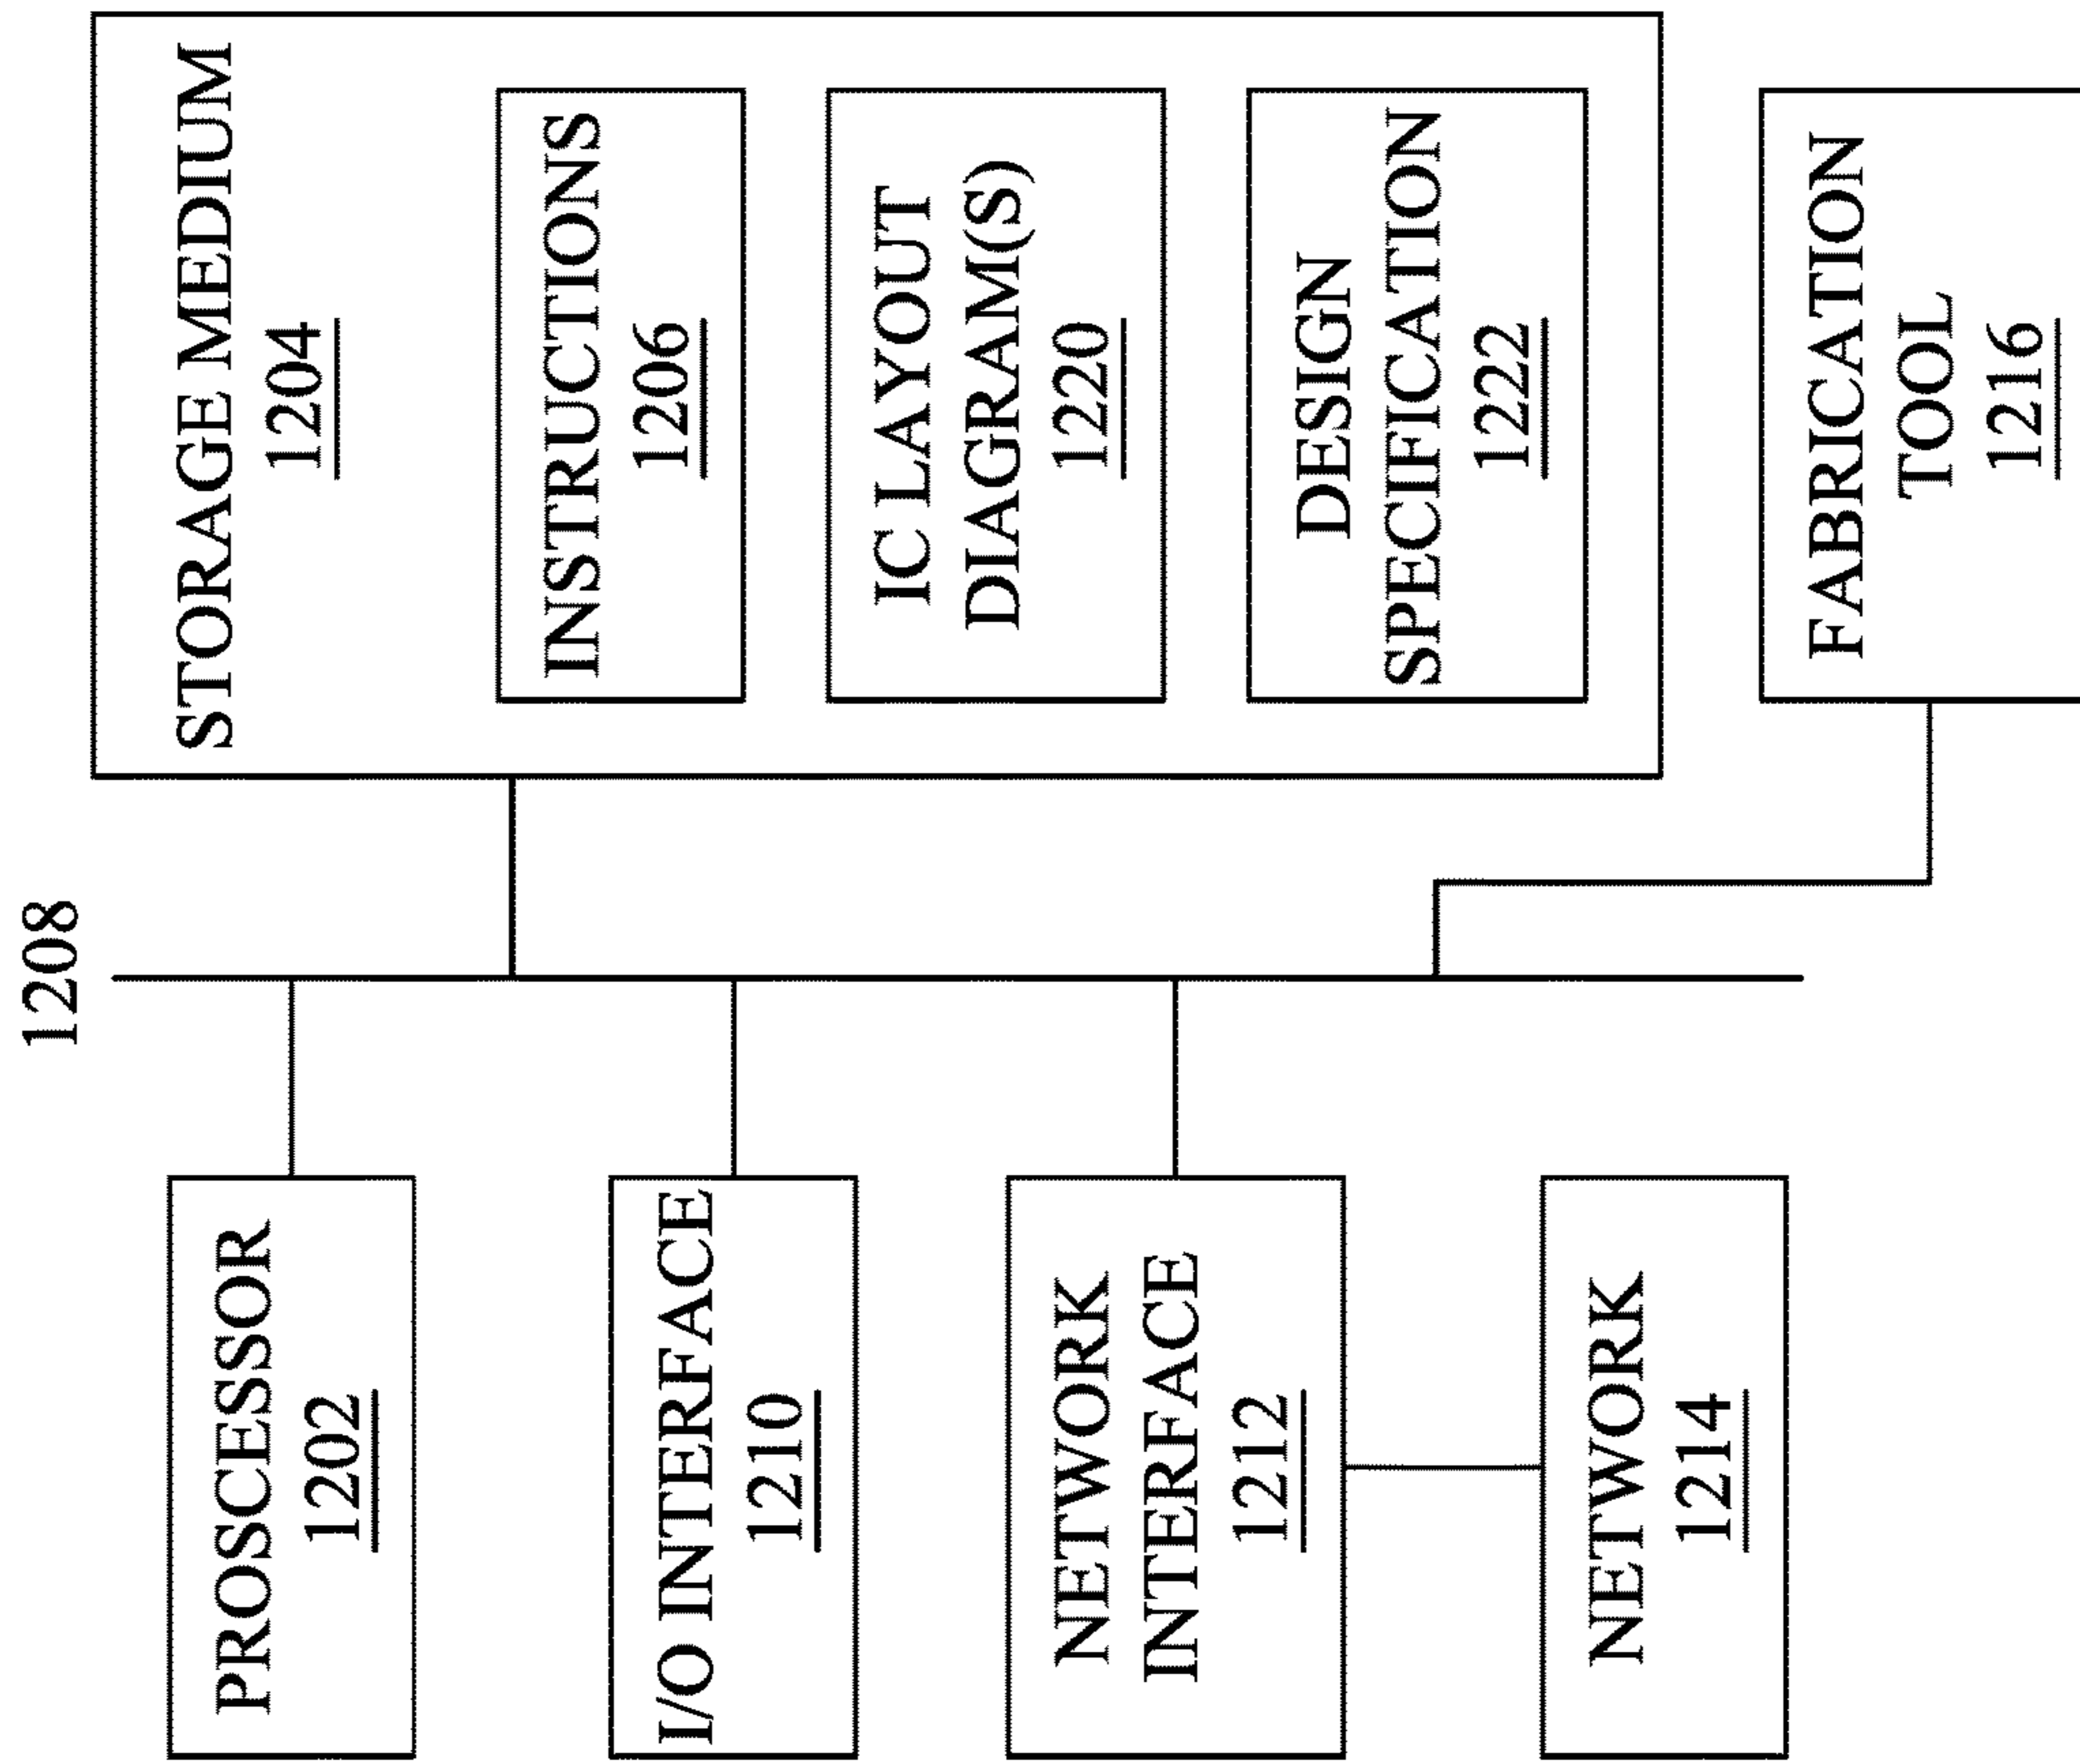 1208
PROSCESSOR
1202
I/O INTERFACE
1210
NETWORK
INTERFACE
1212
NETWORK
1214
STORAGE MEDIUM
1204
INSTRUCTIONS
1206
IC LAYOUT
DIAGRAM(S)
1220
DESIGN
SPECIFICATION
1222
FABRICATION
TOOL
1216